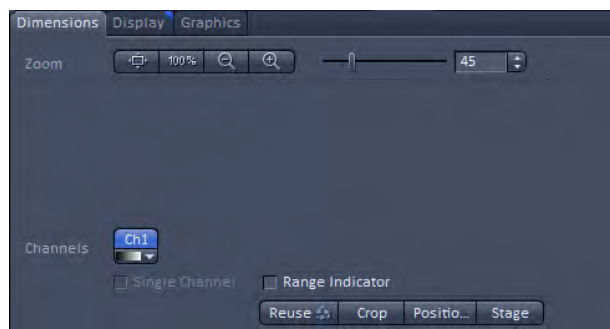 Dimensions Display Graphics
Zoom 100% 45
Channels Ch1
Single Channel Range Indicator
Reuse Crop Positio... Stage